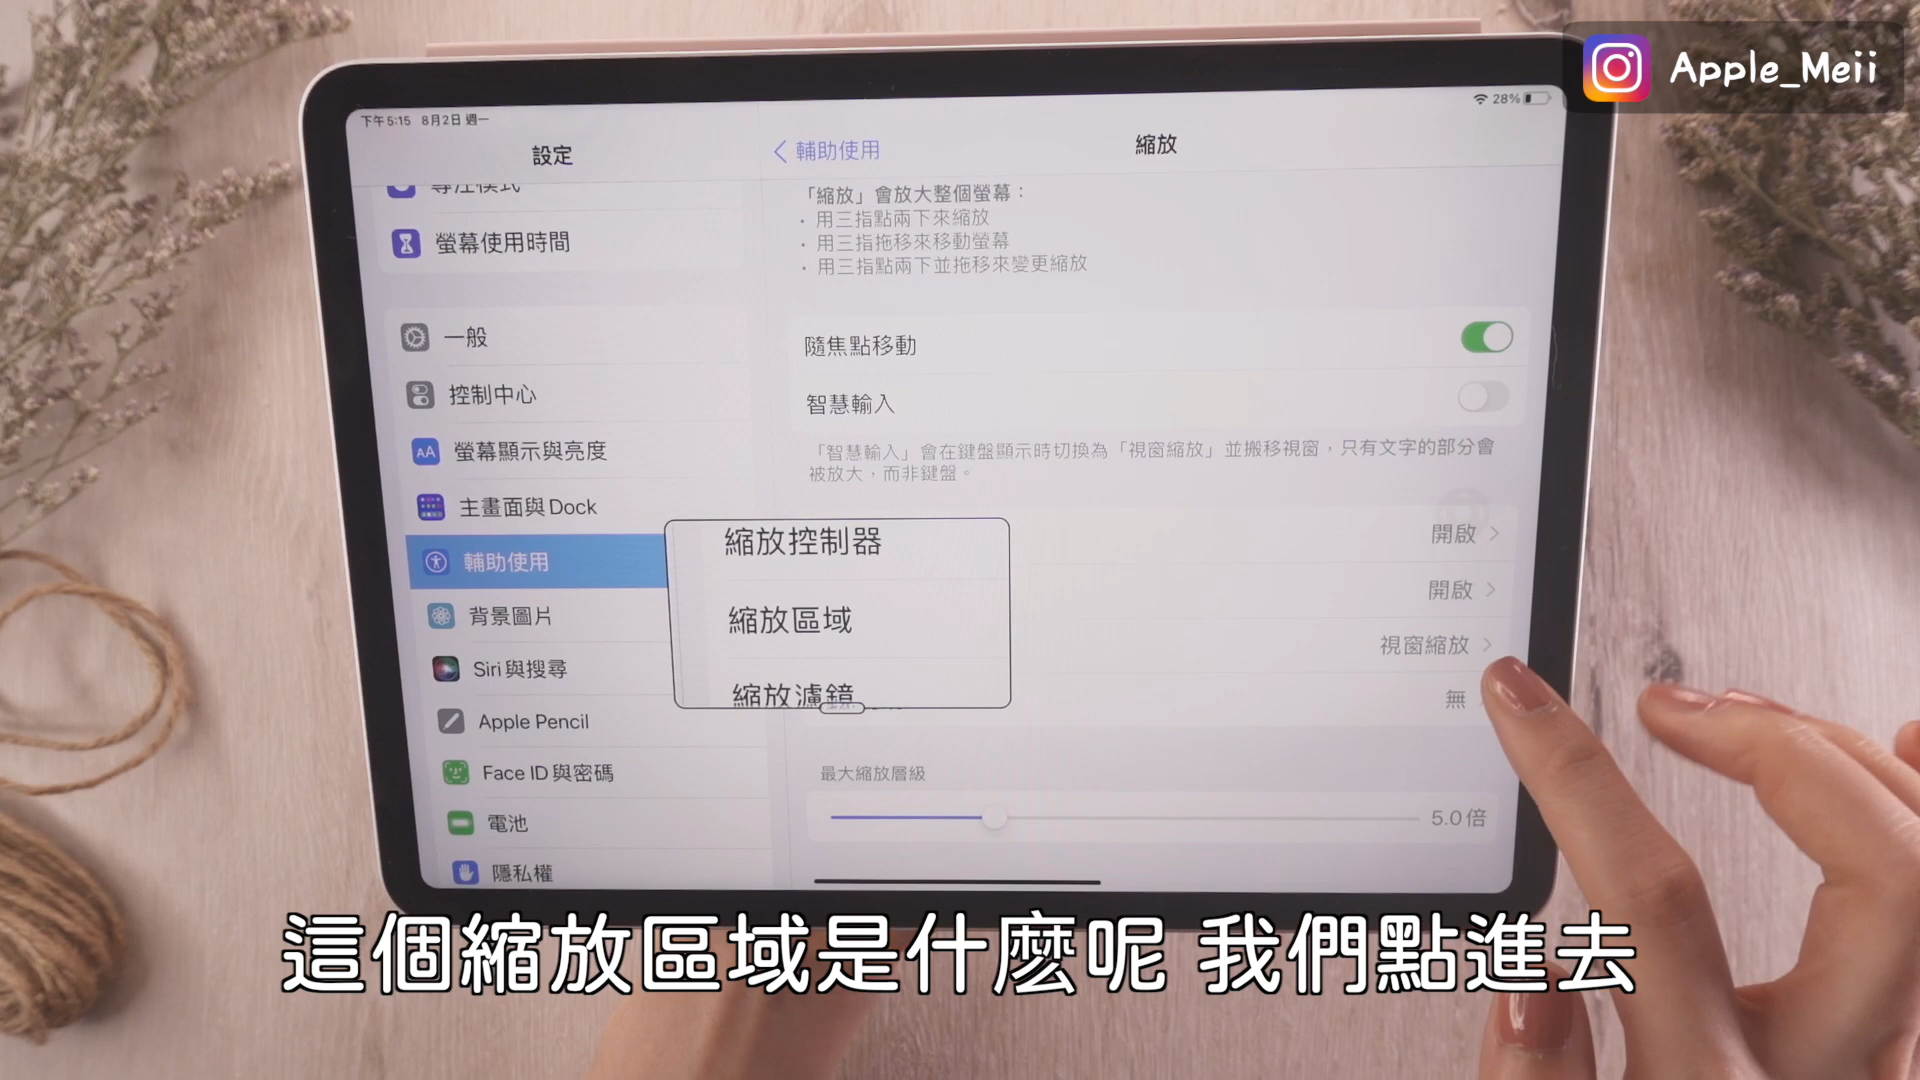 Apple_Meii
下午5:15 8月2日 週一
28%
設定
專注模式
螢幕使用時間
一般
控制中心
AA 螢幕顯示與亮度
主畫面與Dock
輔助使用
背景圖片
Siri與搜尋
Apple Pencil
Face ID與密碼
電池
隱私權
輔助使用
縮放
「縮放」會放大整個螢幕：
• 用三指點兩下來縮放
• 用三指拖移來移動螢幕
• 用三指點兩下並拖移來變更縮放
隨焦點移動
智慧輸入
「智慧輸入」會在鍵盤顯示時切換為「視窗縮放」並搬移視窗，只有文字的部分會
被放大，而非鍵盤。
縮放控制器
開啟
縮放區域
開啟
視窗縮放
縮放濾鏡
無
最大縮放層級
5.0倍
這個縮放區域是什麼呢 我們點進去